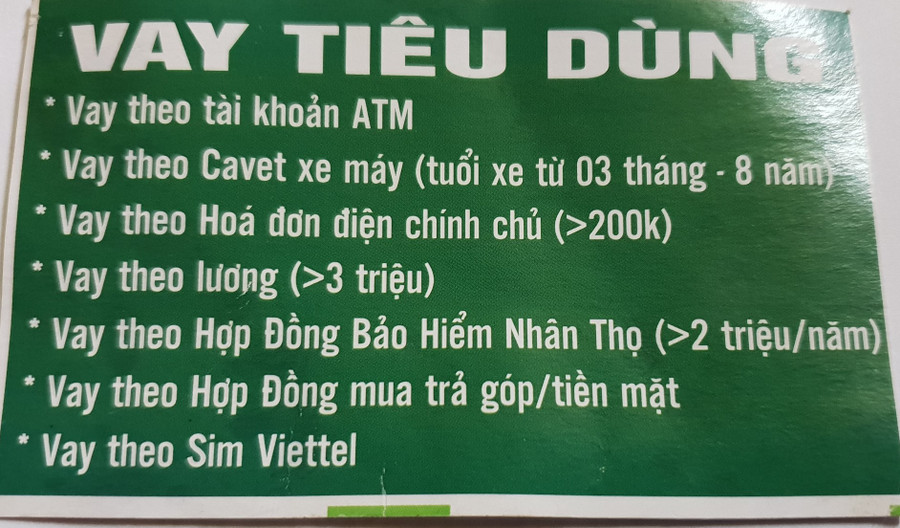 VAY TIÊU DÙNG
* Vay theo tài khoản ATM
* Vay theo Cavet xe máy (tuổi xe từ 03 tháng - 8 năm)
* Vay theo Hoá đơn điện chính chủ (>200k)
* Vay theo lương (>3 triệu)
* Vay theo Hợp Đồng Bảo Hiểm Nhân Thọ (>2 triệu/năm)
* Vay theo Hợp Đồng mua trả góp/tiền mặt
* Vay theo Sim Viettel